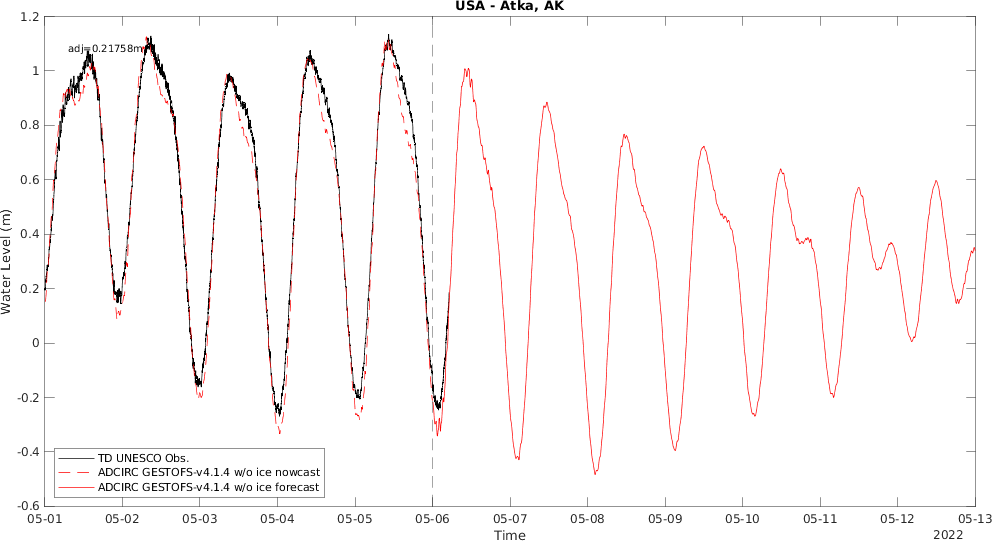 USA - Atka, AK
1.2
1
0.8
0.6
0.4
0.2
0
-0.2
-0.4
-0.6
Water Level (m)
adj=0.21758m
TD UNESCO Obs.
ADCIRC GESTOFS-v4.1.4 w/o ice nowcast
ADCIRC GESTOFS-v4.1.4 w/o ice forecast
05-01 05-02 05-03 05-04 05-05 05-06 05-07 05-08 05-09 05-10 05-11 05-12 05-13
Time
2022